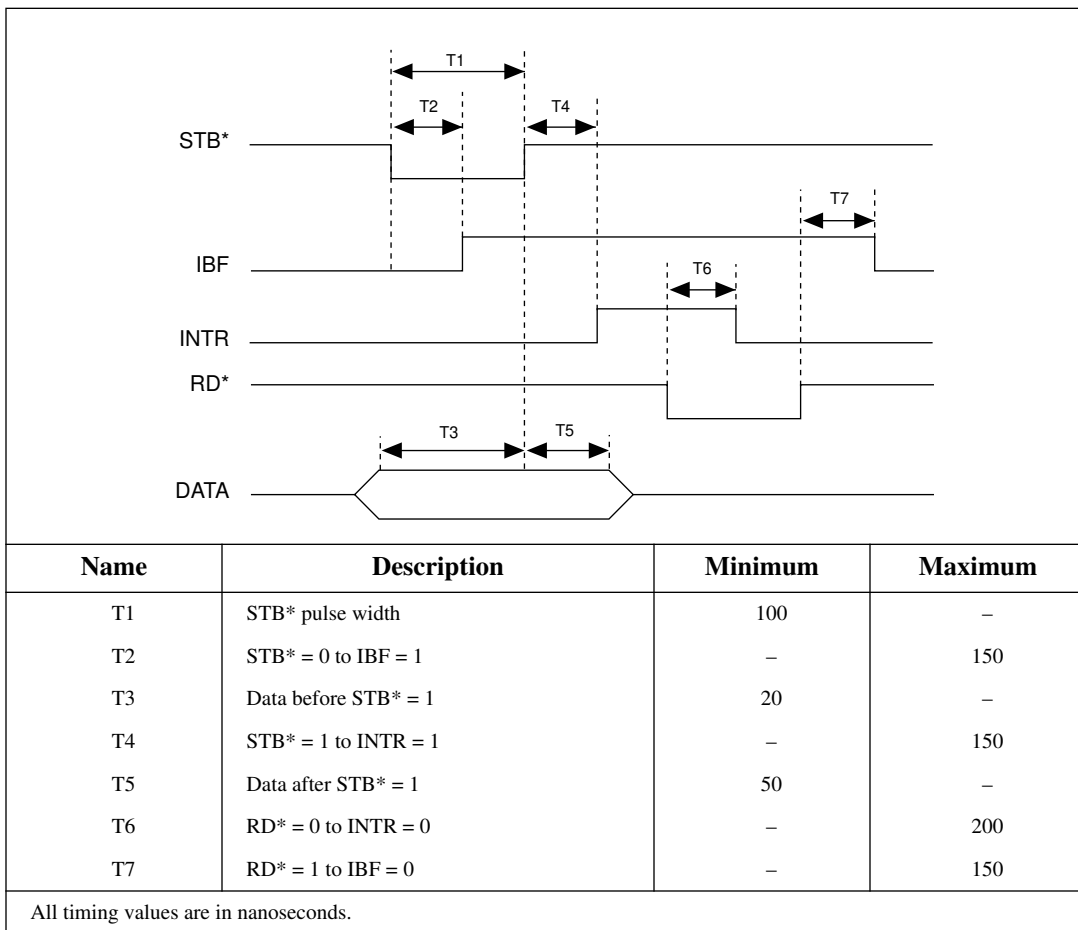 T1
T2 T4
STB*
T7
IBF
T6
INTR
RD*
T3 T5
DATA
Name Description Minimum Maximum
T1 STB* pulse width 100 –
T2 STB* = 0 to IBF = 1 – 150
T3 Data before STB* = 1 20 –
T4 STB* = 1 to INTR = 1 – 150
T5 Data after STB* = 1 50 –
T6 RD* = 0 to INTR = 0 – 200
T7 RD* = 1 to IBF = 0 – 150
All timing values are in nanoseconds.